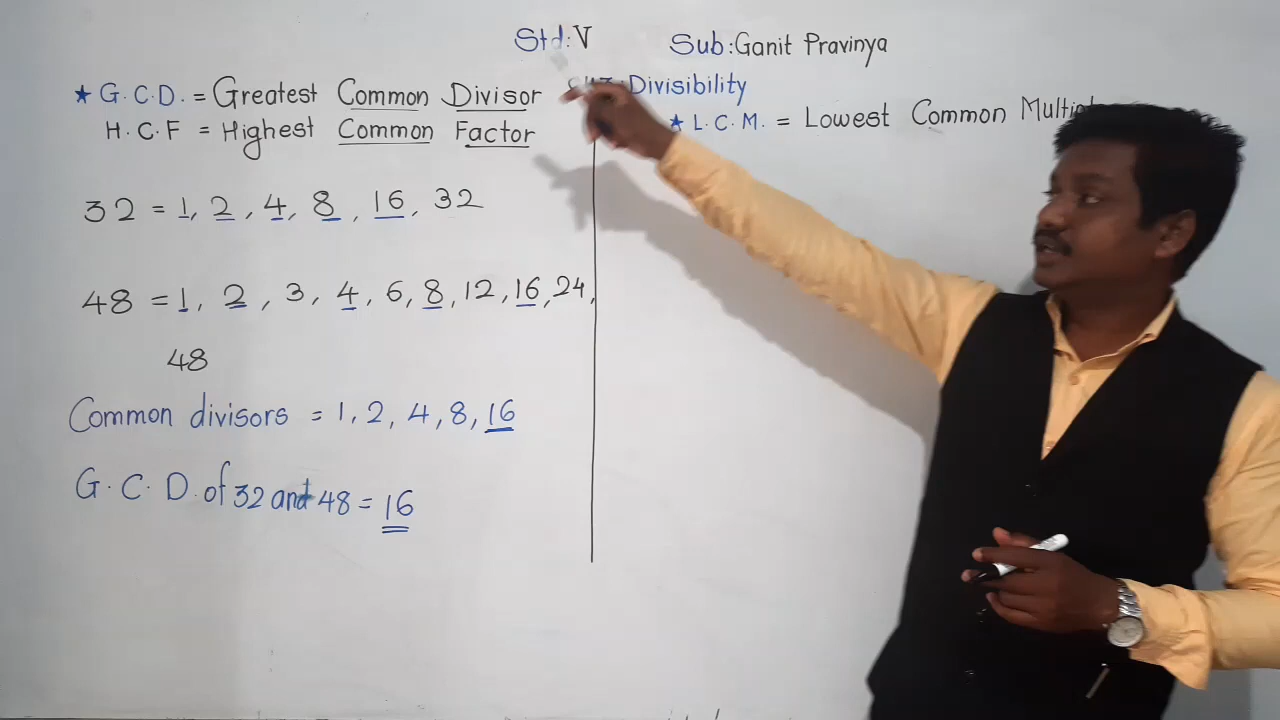 Std:V
Sub:Ganit Pravinya
Divisibility
★ G.C.D. = Greatest Common Divisor
H.C.F = Highest Common Factor
32 = 1, 2, 4, 8, 16, 32
48 = 1, 2, 3, 4, 6, 8, 12, 16, 24,
48
Common divisors = 1, 2, 4, 8, 16
G.C.D. of 32 and 48 = 16
★ L.C.M. = Lowest Common